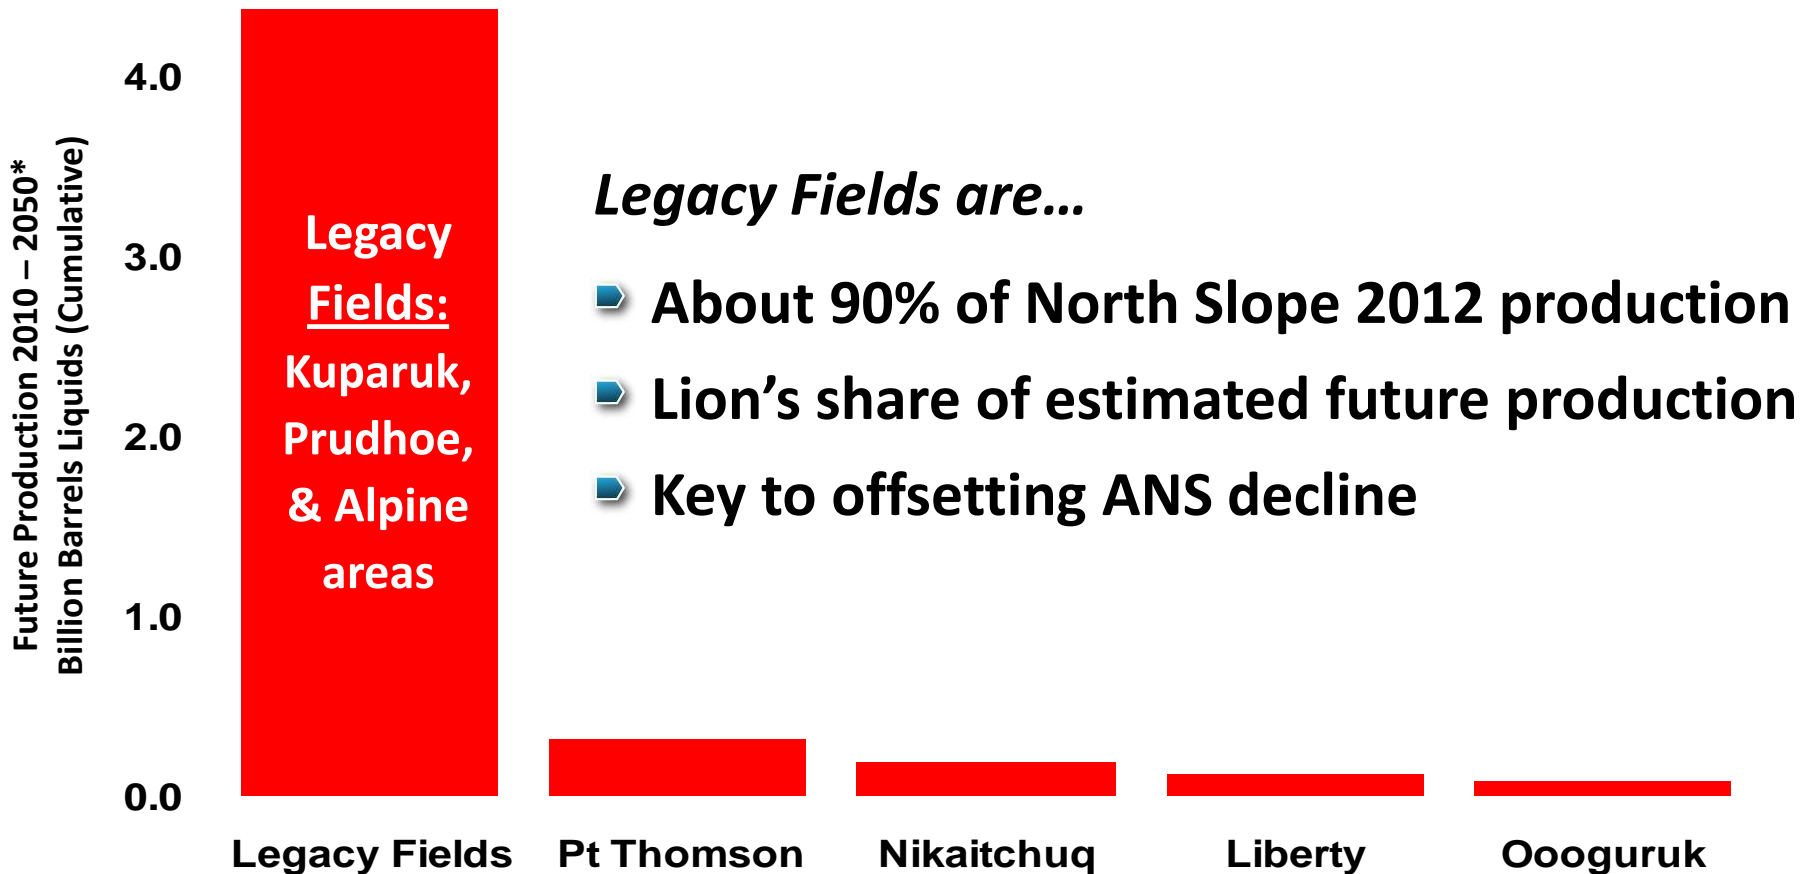 Future Production 2010 – 2050*
Billion Barrels Liquids (Cumulative)
4.0
3.0
2.0
1.0
0.0
Legacy
Fields:
Kuparuk,
Prudhoe,
& Alpine
areas
Legacy Fields are...
About 90% of North Slope 2012 production
Lion’s share of estimated future production
Key to offsetting ANS decline
Legacy Fields
Pt Thomson
Nikaitchuq
Liberty
Oooguruk